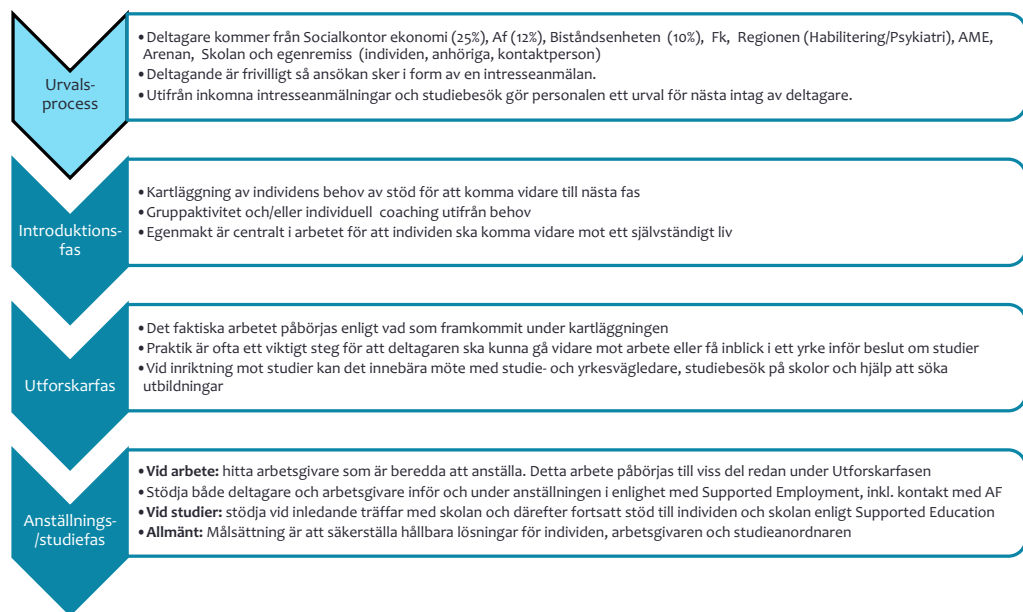 Urvals-
process
•Deltagare kommer från Socialkontor ekonomi (25%), Af (12%), Biståndsenheten (10%), Fk, Regionen (Habilitering/Psykiatri), AME,
Arenan, Skolan och egenremiss (individen, anhöriga, kontaktperson)
•Deltagande är frivilligt så ansökan sker i form av en intresseanmälan.
•Utifrån inkomna intresseanmälningar och studiebesök gör personalen ett urval för nästa intag av deltagare.
Introduktions-
fas
•Kartläggning av individens behov av stöd för att komma vidare till nästa fas
•Gruppaktivitet och/eller individuell coaching utifrån behov
•Egenmakt är centralt i arbetet för att individen ska komma vidare mot ett självständigt liv
Utforskarfas
•Det faktiska arbetet påbörjas enligt vad som framkommit under kartläggningen
•Praktik är ofta ett viktigt steg för att deltagaren ska kunna gå vidare mot arbete eller få inblick i ett yrke inför beslut om studier
•Vid inriktning mot studier kan det innebära möte med studie- och yrkesvägledare, studiebesök på skolor och hjälp att söka
utbildningar
Anställnings-
/studiefas
•Vid arbete: hitta arbetsgivare som är beredda att anställa. Detta arbete påbörjas till viss del redan under Utforskarfasen
•Stödja både deltagare och arbetsgivare inför och under anställningen i enlighet med Supported Employment, inkl. kontakt med AF
•Vid studier: stödja vid inledande träffar med skolan och därefter fortsatt stöd till individen och skolan enligt Supported Education
•Allmänt: Målsättning är att säkerställa hållbara lösningar för individen, arbetsgivaren och studieanordnaren